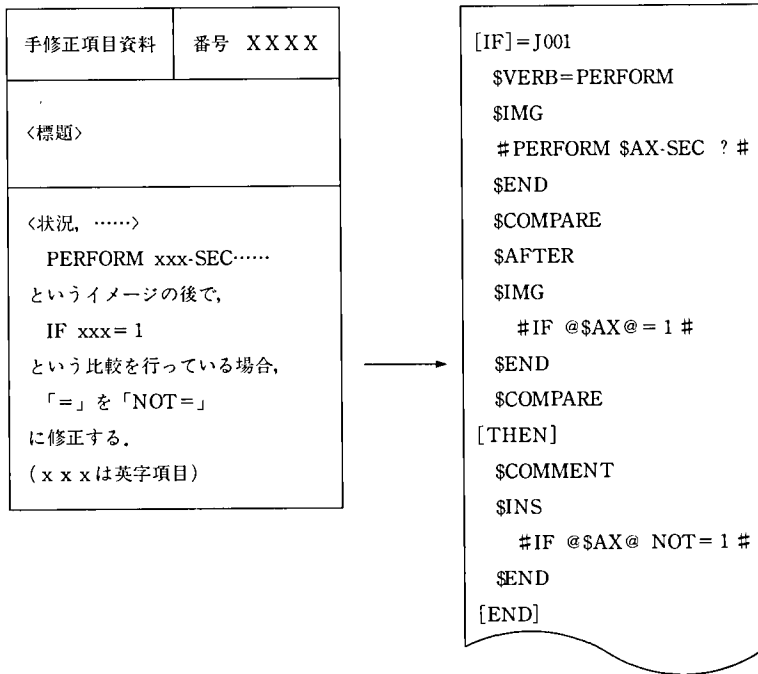 手修正項目資料
番号 XXXX
〈標題〉
〈状況, ……〉
PERFORM xxx-SEC……
というイメージの後で,
IF xxx=1
という比較を行っている場合,
「=」を「NOT=」
に修正する.
(xxxは英字項目)
[IF]=J001
$VERB=PERFORM
$IMG
#PERFORM $AX-SEC ?#
$END
$COMPARE
$AFTER
$IMG
#IF @$AX@=1#
$END
$COMPARE
[THEN]
$COMMENT
$INS
#IF @$AX@ NOT=1#
$END
[END]